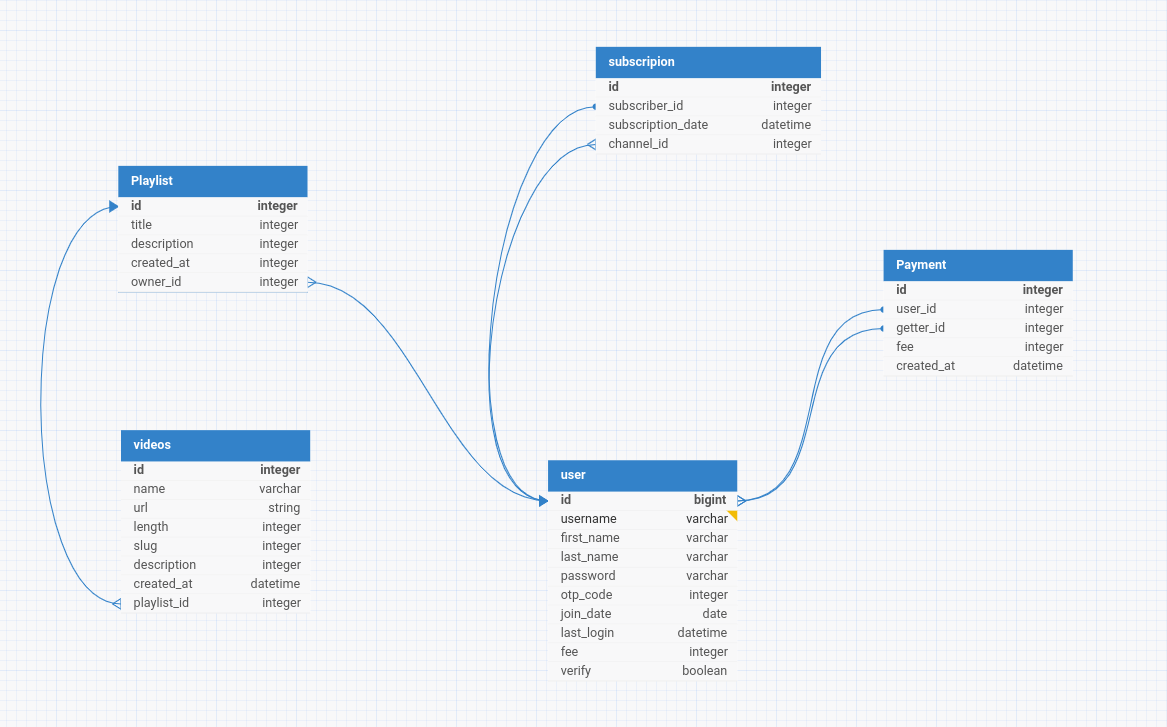 subscripion
id integer
subscriber_id integer
subscription_date datetime
channel_id integer
Playlist
id integer
title integer
description integer
created_at integer
owner_id integer
Payment
id integer
user_id integer
getter_id integer
fee integer
created_at datetime
videos
id integer
name varchar
url string
length integer
slug integer
description integer
created_at datetime
playlist_id integer
user
id bigint
username varchar
first_name varchar
last_name varchar
password varchar
otp_code integer
join_date date
last_login datetime
fee integer
verify boolean